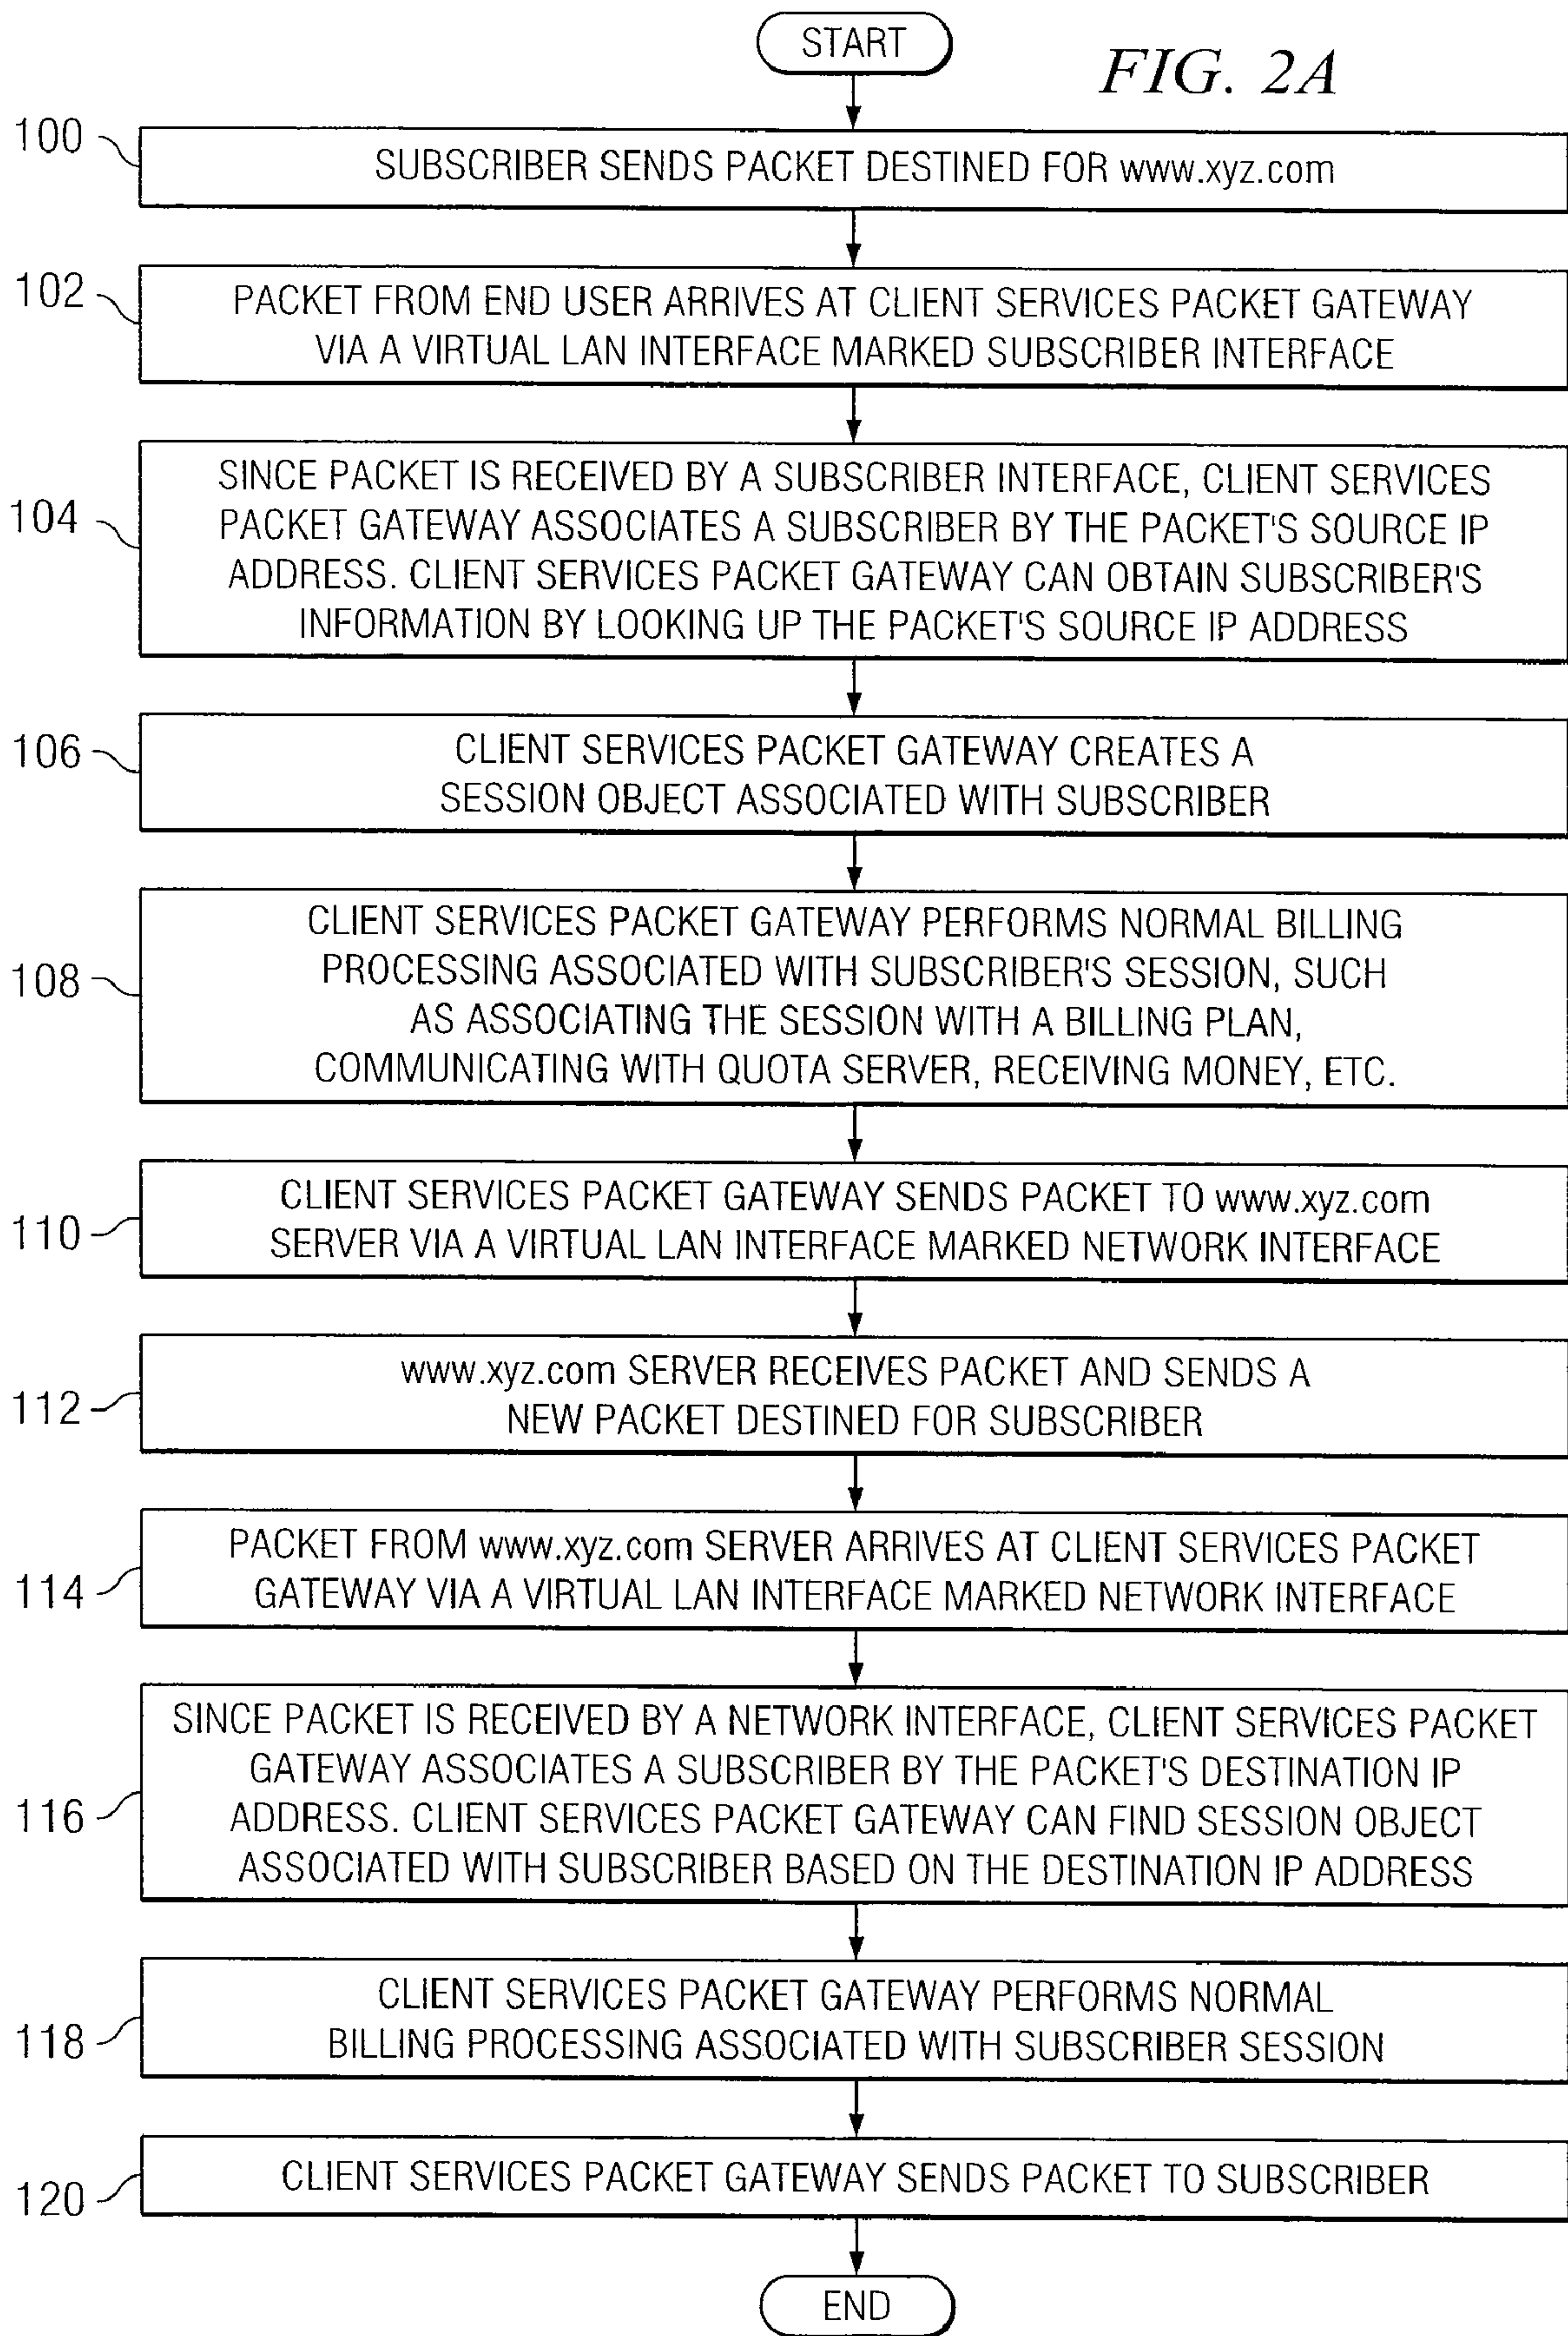 START
FIG. 2A
100
SUBSCRIBER SENDS PACKET DESTINED FOR www.xyz.com
102
PACKET FROM END USER ARRIVES AT CLIENT SERVICES PACKET GATEWAY
VIA A VIRTUAL LAN INTERFACE MARKED SUBSCRIBER INTERFACE
104
SINCE PACKET IS RECEIVED BY A SUBSCRIBER INTERFACE, CLIENT SERVICES
PACKET GATEWAY ASSOCIATES A SUBSCRIBER BY THE PACKET'S SOURCE IP
ADDRESS. CLIENT SERVICES PACKET GATEWAY CAN OBTAIN SUBSCRIBER'S
INFORMATION BY LOOKING UP THE PACKET'S SOURCE IP ADDRESS
106
CLIENT SERVICES PACKET GATEWAY CREATES A
SESSION OBJECT ASSOCIATED WITH SUBSCRIBER
108
CLIENT SERVICES PACKET GATEWAY PERFORMS NORMAL BILLING
PROCESSING ASSOCIATED WITH SUBSCRIBER'S SESSION, SUCH
AS ASSOCIATING THE SESSION WITH A BILLING PLAN,
COMMUNICATING WITH QUOTA SERVER, RECEIVING MONEY, ETC.
110
CLIENT SERVICES PACKET GATEWAY SENDS PACKET TO www.xyz.com
SERVER VIA A VIRTUAL LAN INTERFACE MARKED NETWORK INTERFACE
112
www.xyz.com SERVER RECEIVES PACKET AND SENDS A
NEW PACKET DESTINED FOR SUBSCRIBER
114
PACKET FROM www.xyz.com SERVER ARRIVES AT CLIENT SERVICES PACKET
GATEWAY VIA A VIRTUAL LAN INTERFACE MARKED NETWORK INTERFACE
116
SINCE PACKET IS RECEIVED BY A NETWORK INTERFACE, CLIENT SERVICES PACKET
GATEWAY ASSOCIATES A SUBSCRIBER BY THE PACKET'S DESTINATION IP
ADDRESS. CLIENT SERVICES PACKET GATEWAY CAN FIND SESSION OBJECT
ASSOCIATED WITH SUBSCRIBER BASED ON THE DESTINATION IP ADDRESS
118
CLIENT SERVICES PACKET GATEWAY PERFORMS NORMAL
BILLING PROCESSING ASSOCIATED WITH SUBSCRIBER SESSION
120
CLIENT SERVICES PACKET GATEWAY SENDS PACKET TO SUBSCRIBER
END